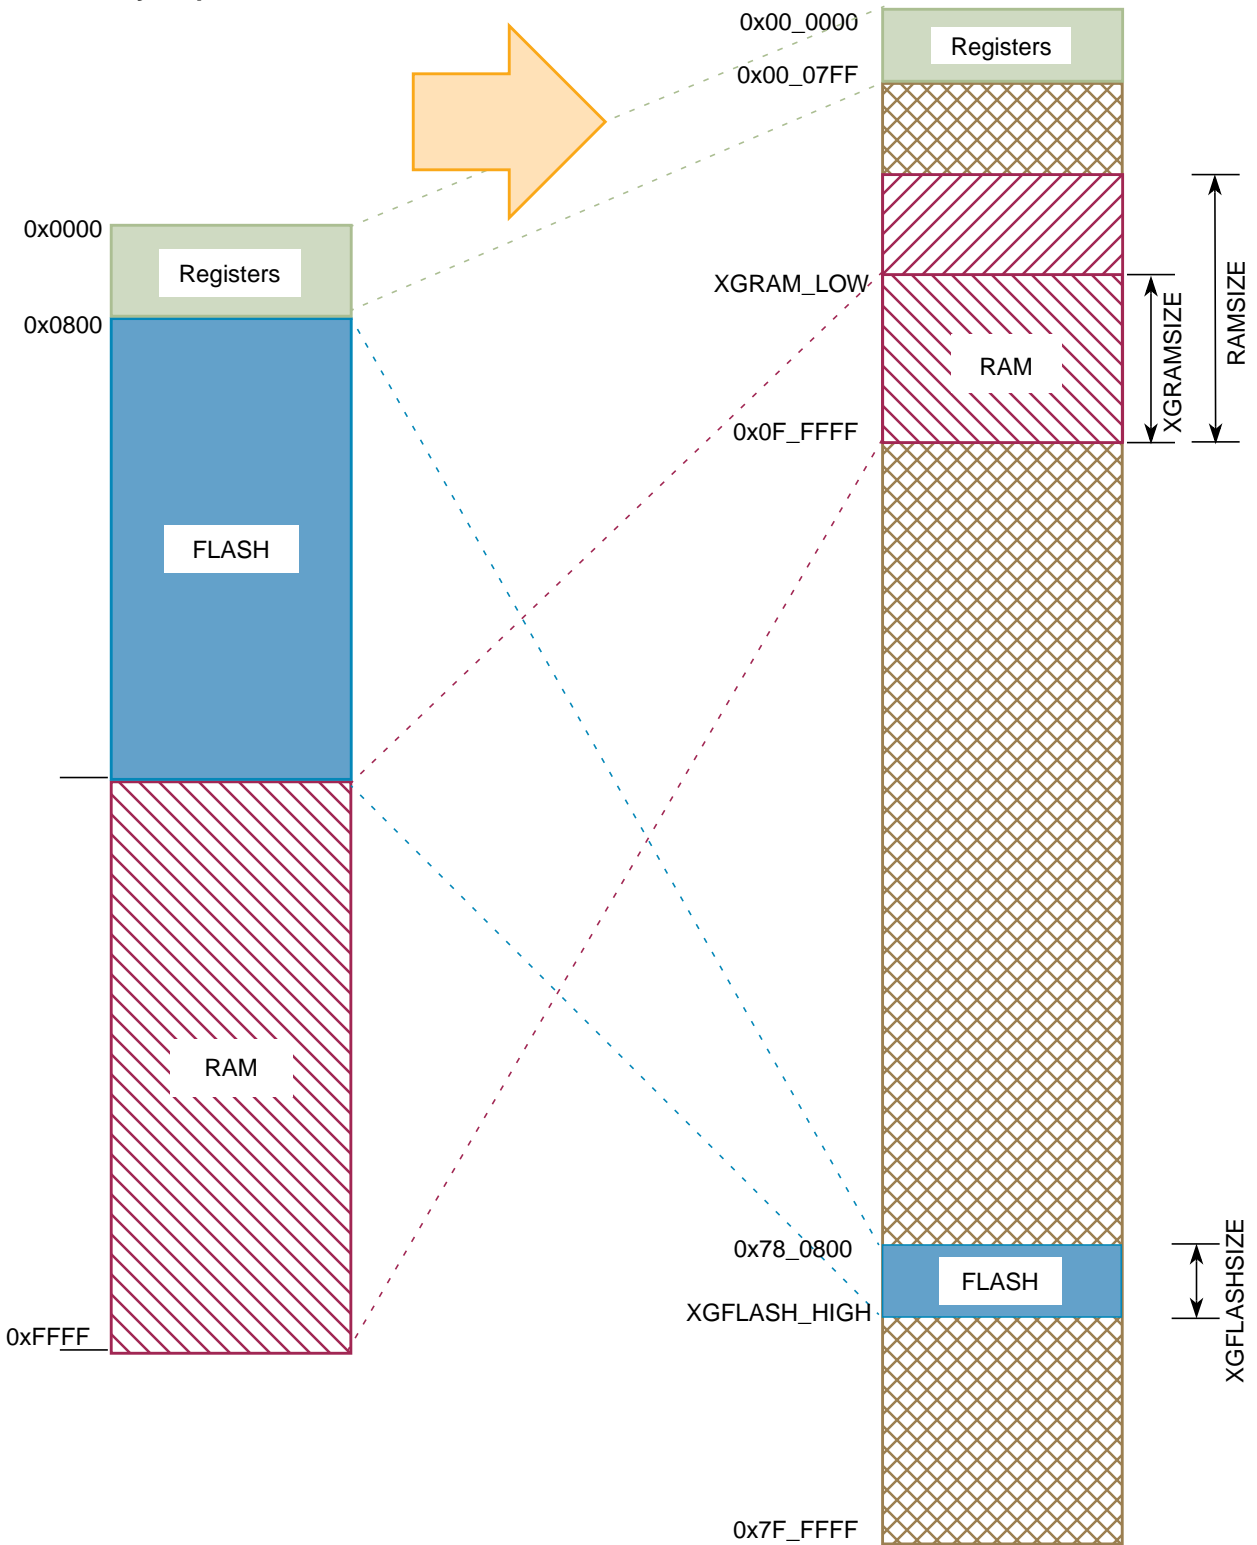 0x00_0000
Registers
0x00_07FF
0x0000
Registers
0x0800
XGRAM_LOW
RAM
XGRAMSIZE
RAMSIZE
0x0F_FFFF
FLASH
RAM
0x78_0800
FLASH
XGFLASH_HIGH
XGFLASHSIZE
0xFFFF
0x7F_FFFF